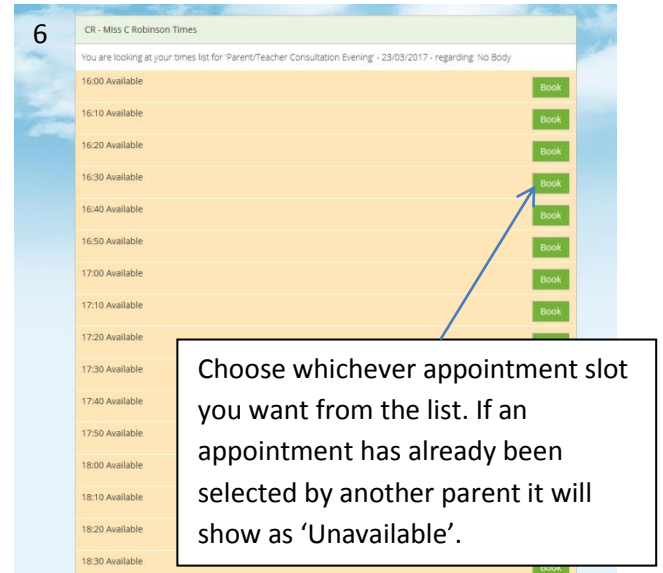 6
CR - Miss C Robinson Times
You are looking at your times list for 'Parent/Teacher Consultation Evening' - 23/03/2017 - regarding: No Body
16:00 Available
Book
16:10 Available
Book
16:20 Available
Book
16:30 Available
Book
16:40 Available
Book
16:50 Available
Book
17:00 Available
Book
17:10 Available
Book
17:20 Available
17:30 Available
17:40 Available
17:50 Available
18:00 Available
18:10 Available
18:20 Available
18:30 Available
Book
Choose whichever appointment slot
you want from the list. If an
appointment has already been
selected by another parent it will
show as ‘Unavailable’.